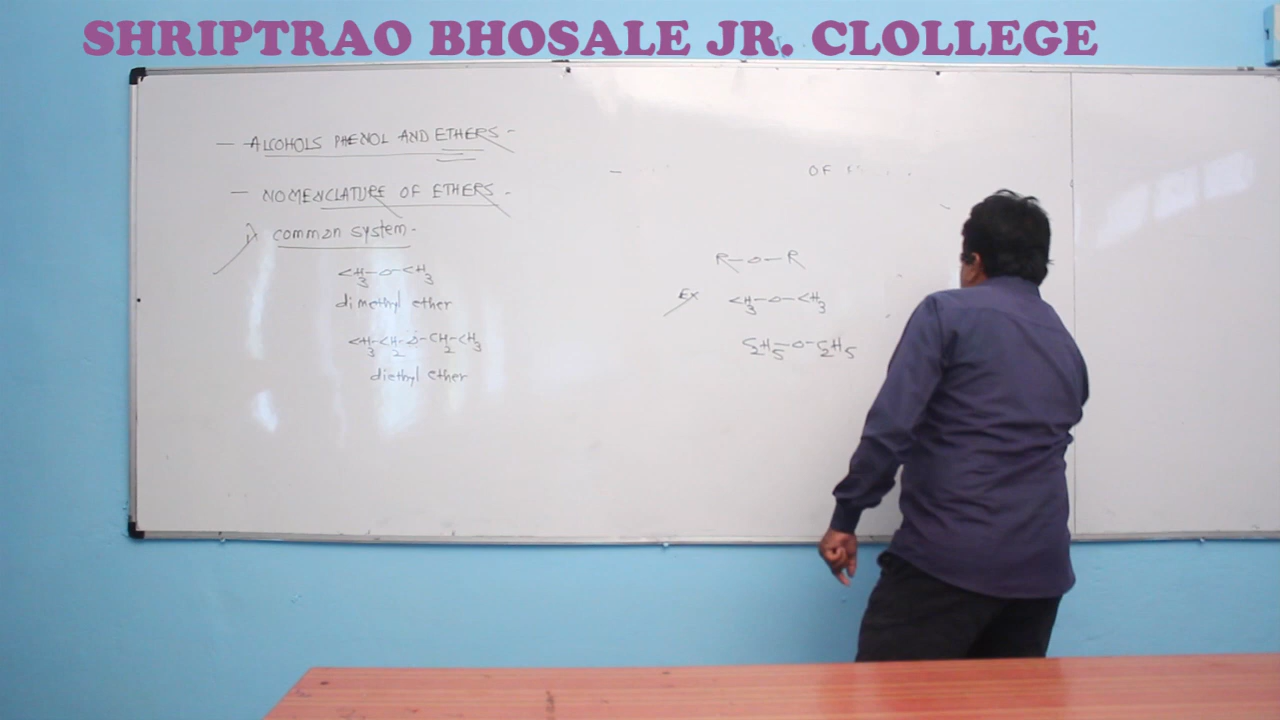 SHRIPTRAO BHOSALE JR. CLOLLEGE
— ALCOHOLS PHENOL AND ETHERS -
— NOMENCLATURE OF ETHERS -
1) common system -
CH3-O-CH3
dimethyl ether
CH3-CH2-O-CH2-CH3
diethyl ether
- OF
R-O-R
EX CH3-O-CH3
C2H5-O-C2H5